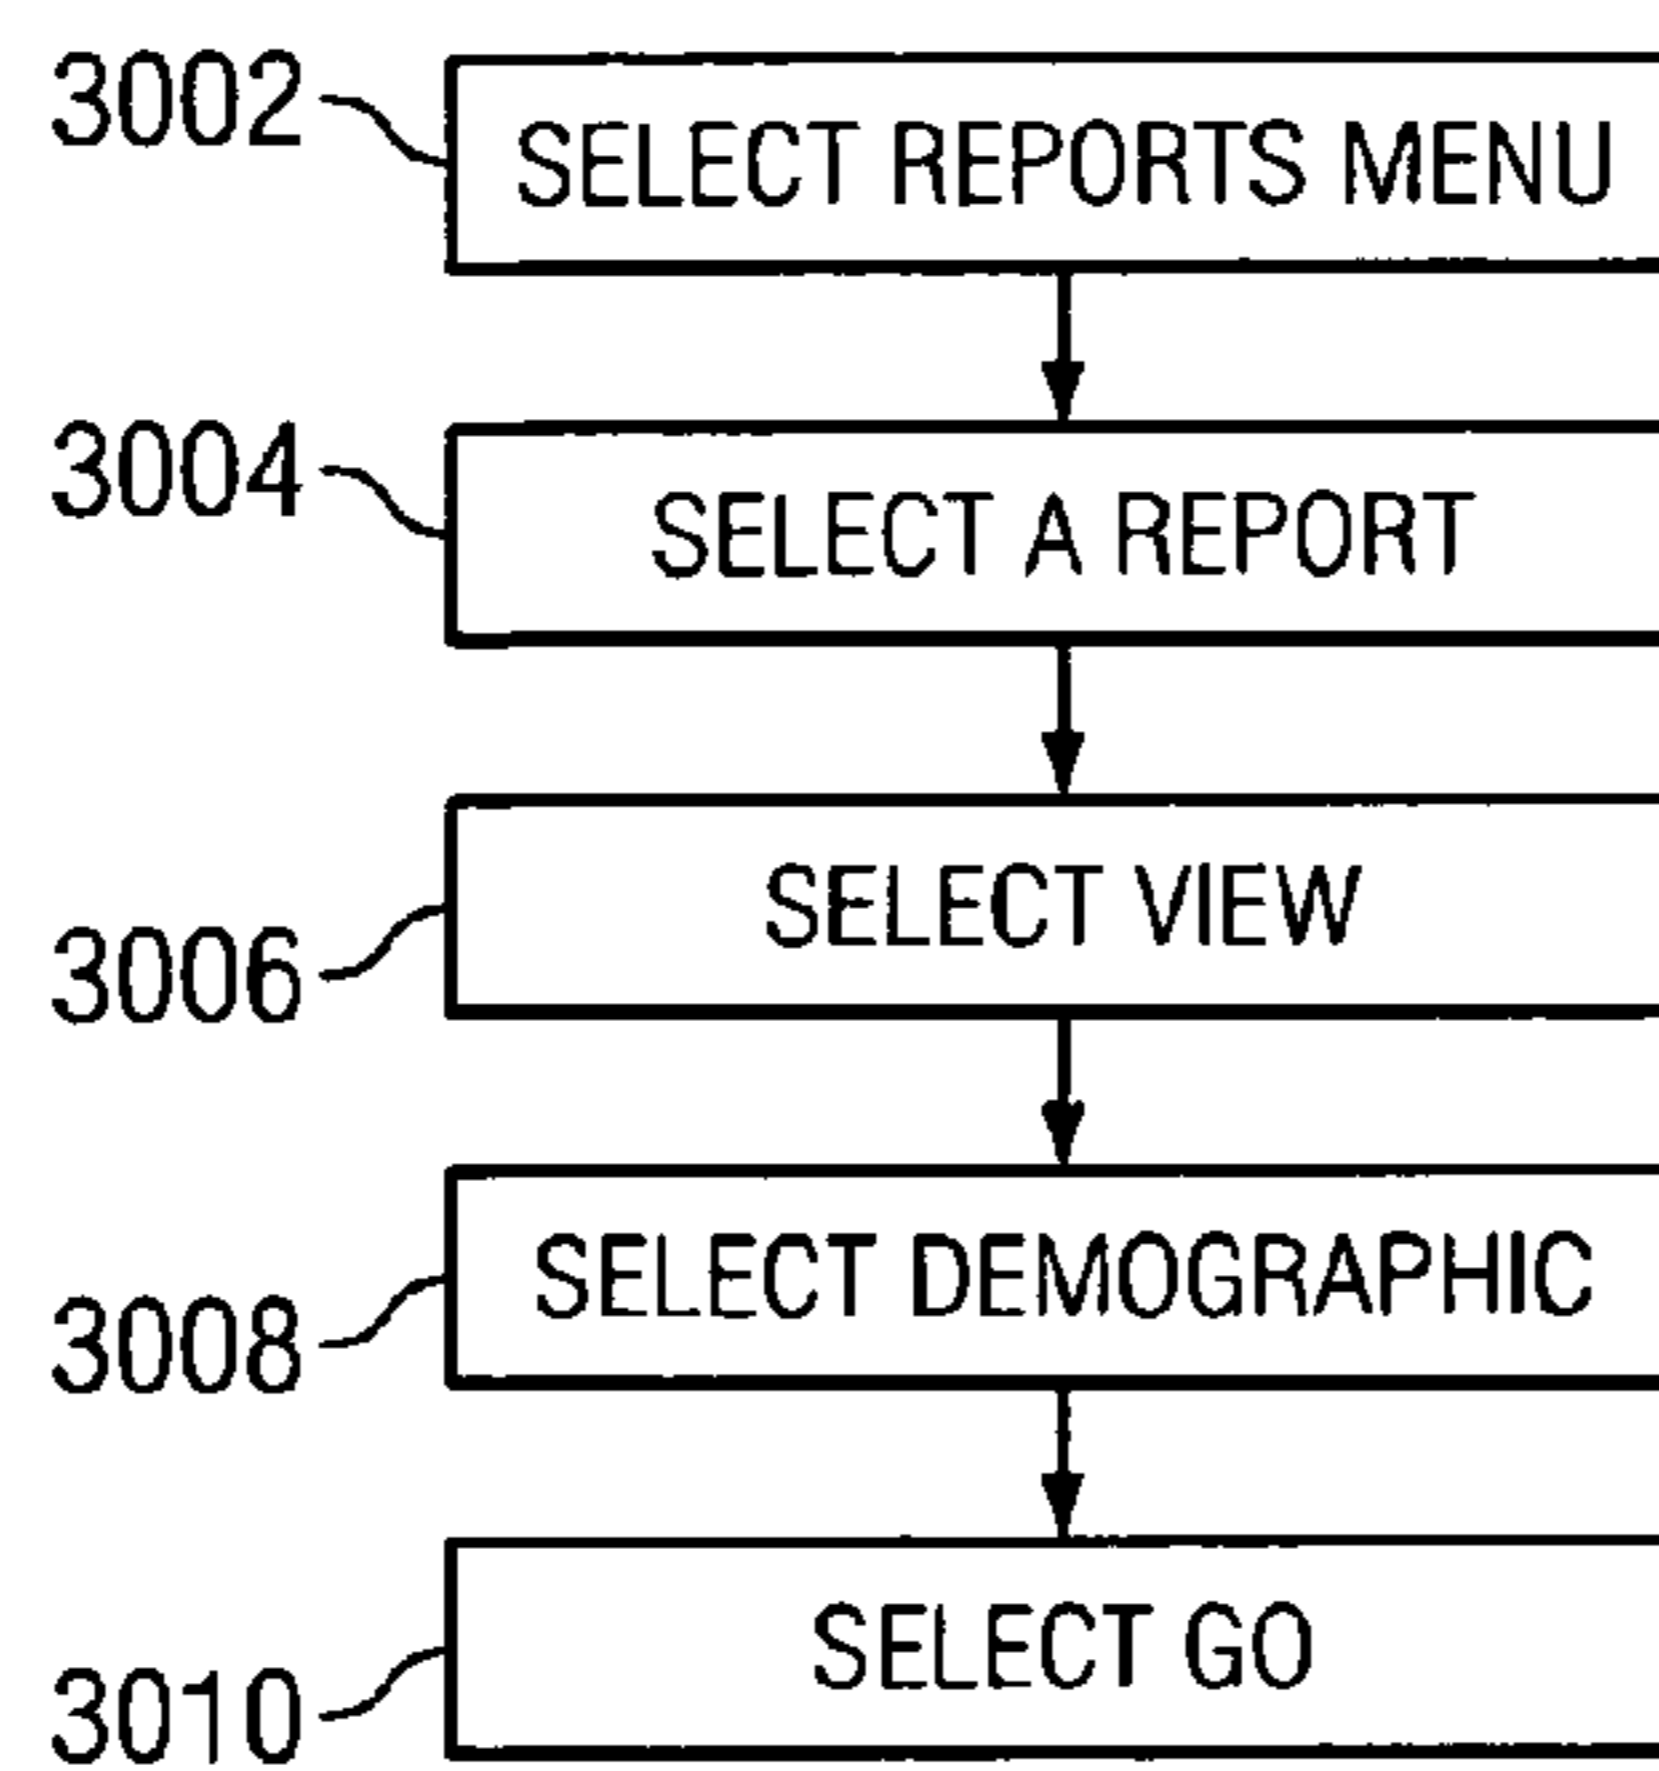 3002
SELECT REPORTS MENU
3004
SELECT A REPORT
SELECT VIEW
3006
SELECT DEMOGRAPHIC
3008
SELECT GO
3010